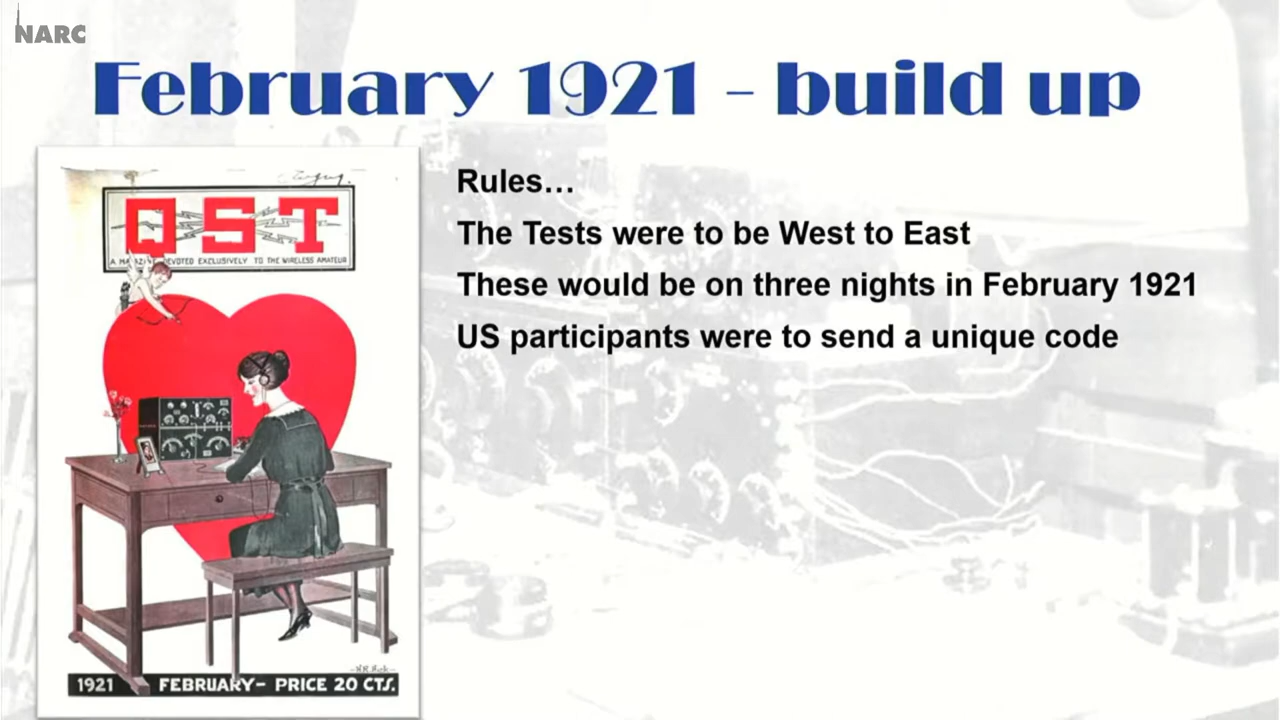 NARC
February 1921 - build up
QST
A MAGAZINE DEVOTED EXCLUSIVELY TO THE WIRELESS AMATEUR
1921 FEBRUARY- PRICE 20 CTS.
Rules...
The Tests were to be West to East
These would be on three nights in February 1921
US participants were to send a unique code